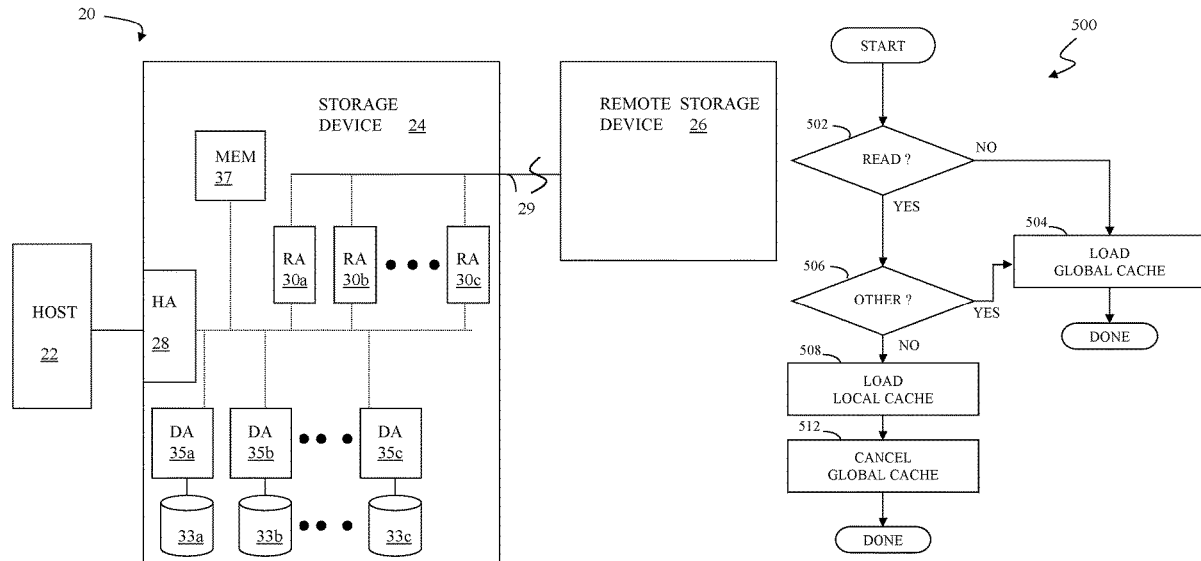 20
STORAGE
DEVICE 24
MEM
37
REMOTE STORAGE
DEVICE 26
29
RA
30a
RA
30b
RA
30c
HOST
22
HA
28
DA
35a
DA
35b
DA
35c
33a
33b
33c
500
START
502
READ ?
NO
YES
504
LOAD
GLOBAL CACHE
506
OTHER ?
YES
NO
DONE
508
LOAD
LOCAL CACHE
512
CANCEL
GLOBAL CACHE
DONE